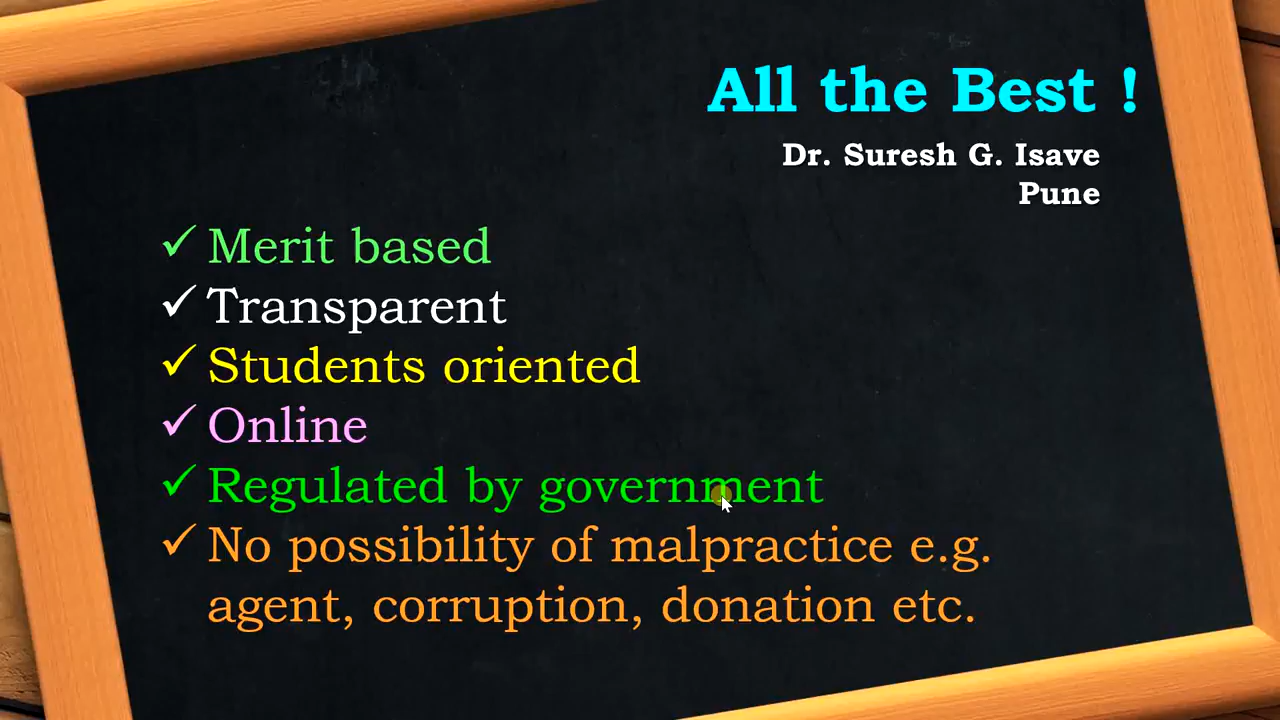 All the Best !
Dr. Suresh G. Isave
Pune
✓ Merit based
✓ Transparent
✓ Students oriented
✓ Online
✓ Regulated by government
✓ No possibility of malpractice e.g.
agent, corruption, donation etc.